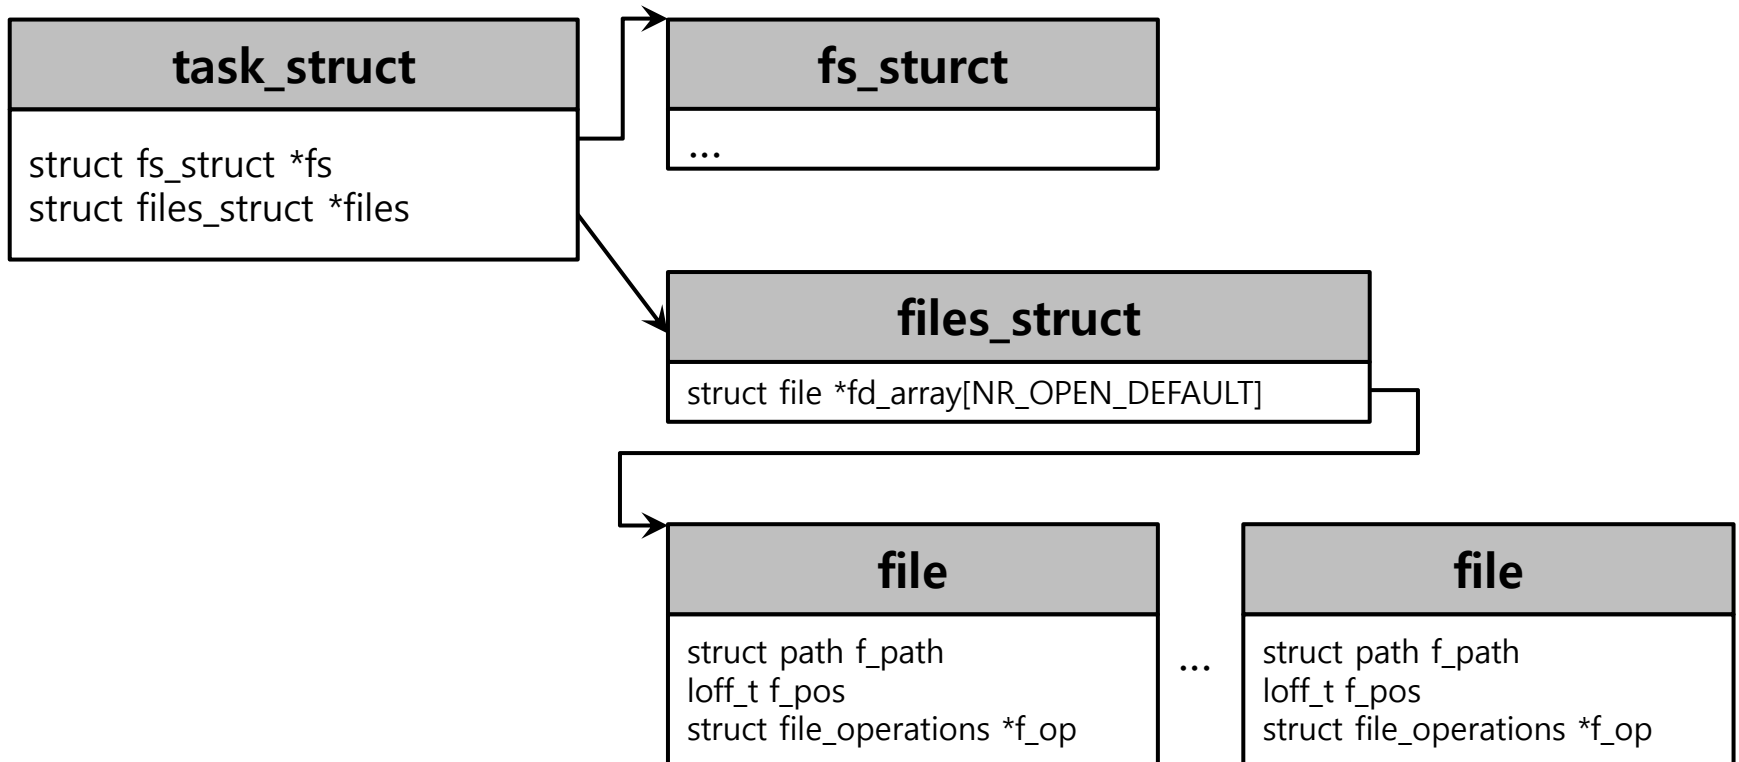 task_struct
struct fs_struct *fs
struct files_struct *files
fs_sturct
...
files_struct
struct file *fd_array[NR_OPEN_DEFAULT]
file
struct path f_path
loff_t f_pos
struct file_operations *f_op
...
file
struct path f_path
loff_t f_pos
struct file_operations *f_op